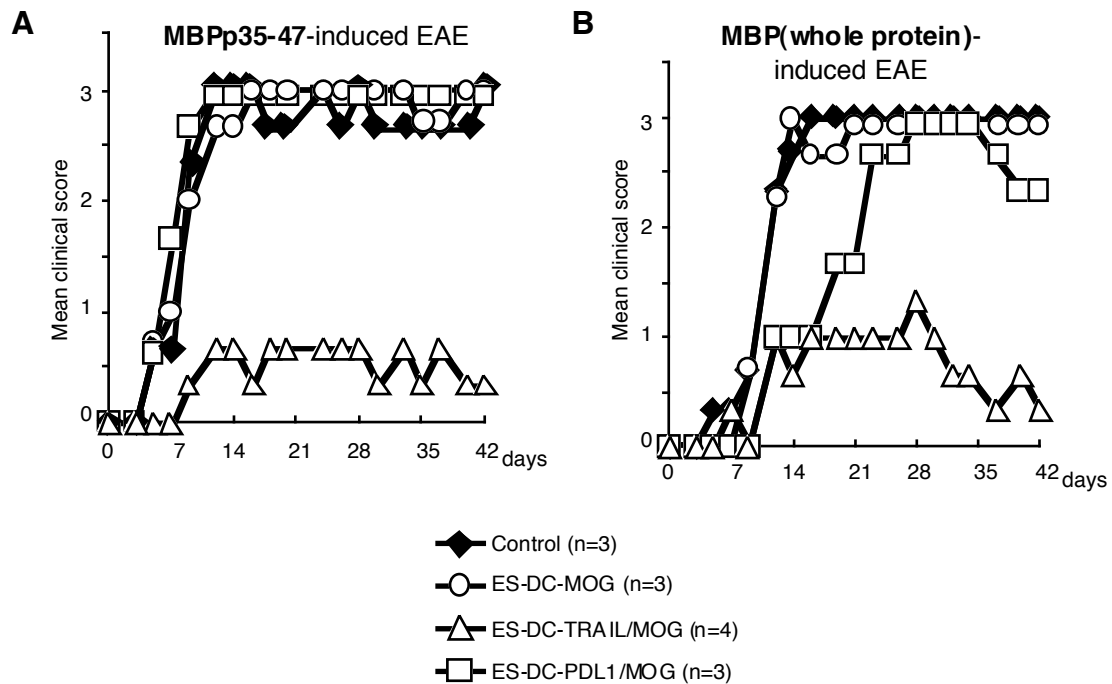 A
MBPp35-47-induced EAE
Mean clinical score
3
2
1
0
0 7 14 21 28 35 42 days
B
MBP(whole protein)-
induced EAE
Mean clinical score
3
2
1
0
0 7 14 21 28 35 42 days
Control (n=3)
ES-DC-MOG (n=3)
ES-DC-TRAIL/MOG (n=4)
ES-DC-PDL1/MOG (n=3)